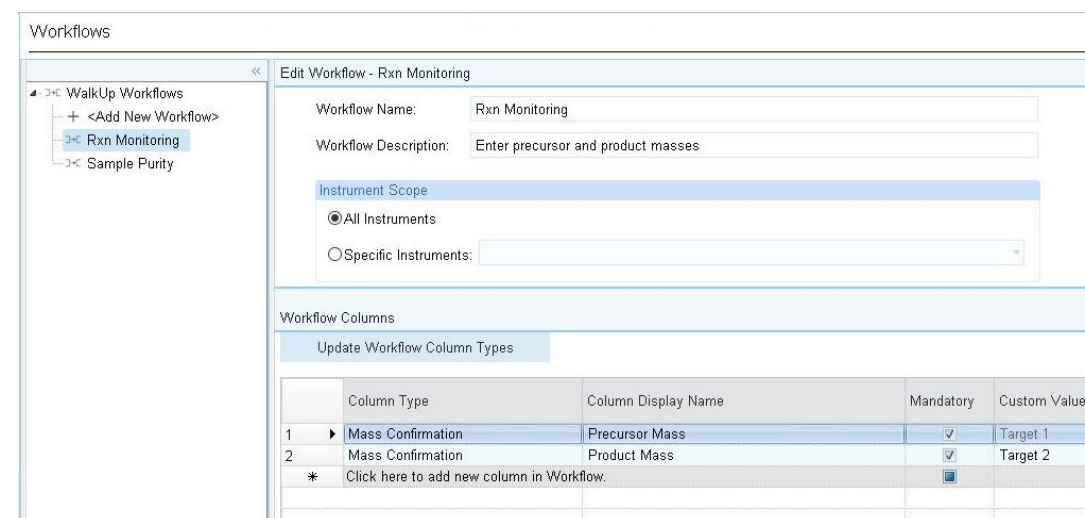 Workflows
«
WalkUp Workflows
+ <Add New Workflow>
Rxn Monitoring
Sample Purity
Edit Workflow - Rxn Monitoring
Workflow Name: Rxn Monitoring
Workflow Description: Enter precursor and product masses
Instrument Scope
All Instruments
Specific Instruments:
Workflow Columns
Update Workflow Column Types
Column Type Column Display Name Mandatory Custom Value
1 Mass Confirmation Precursor Mass Target 1
2 Mass Confirmation Product Mass Target 2
* Click here to add new column in Workflow.